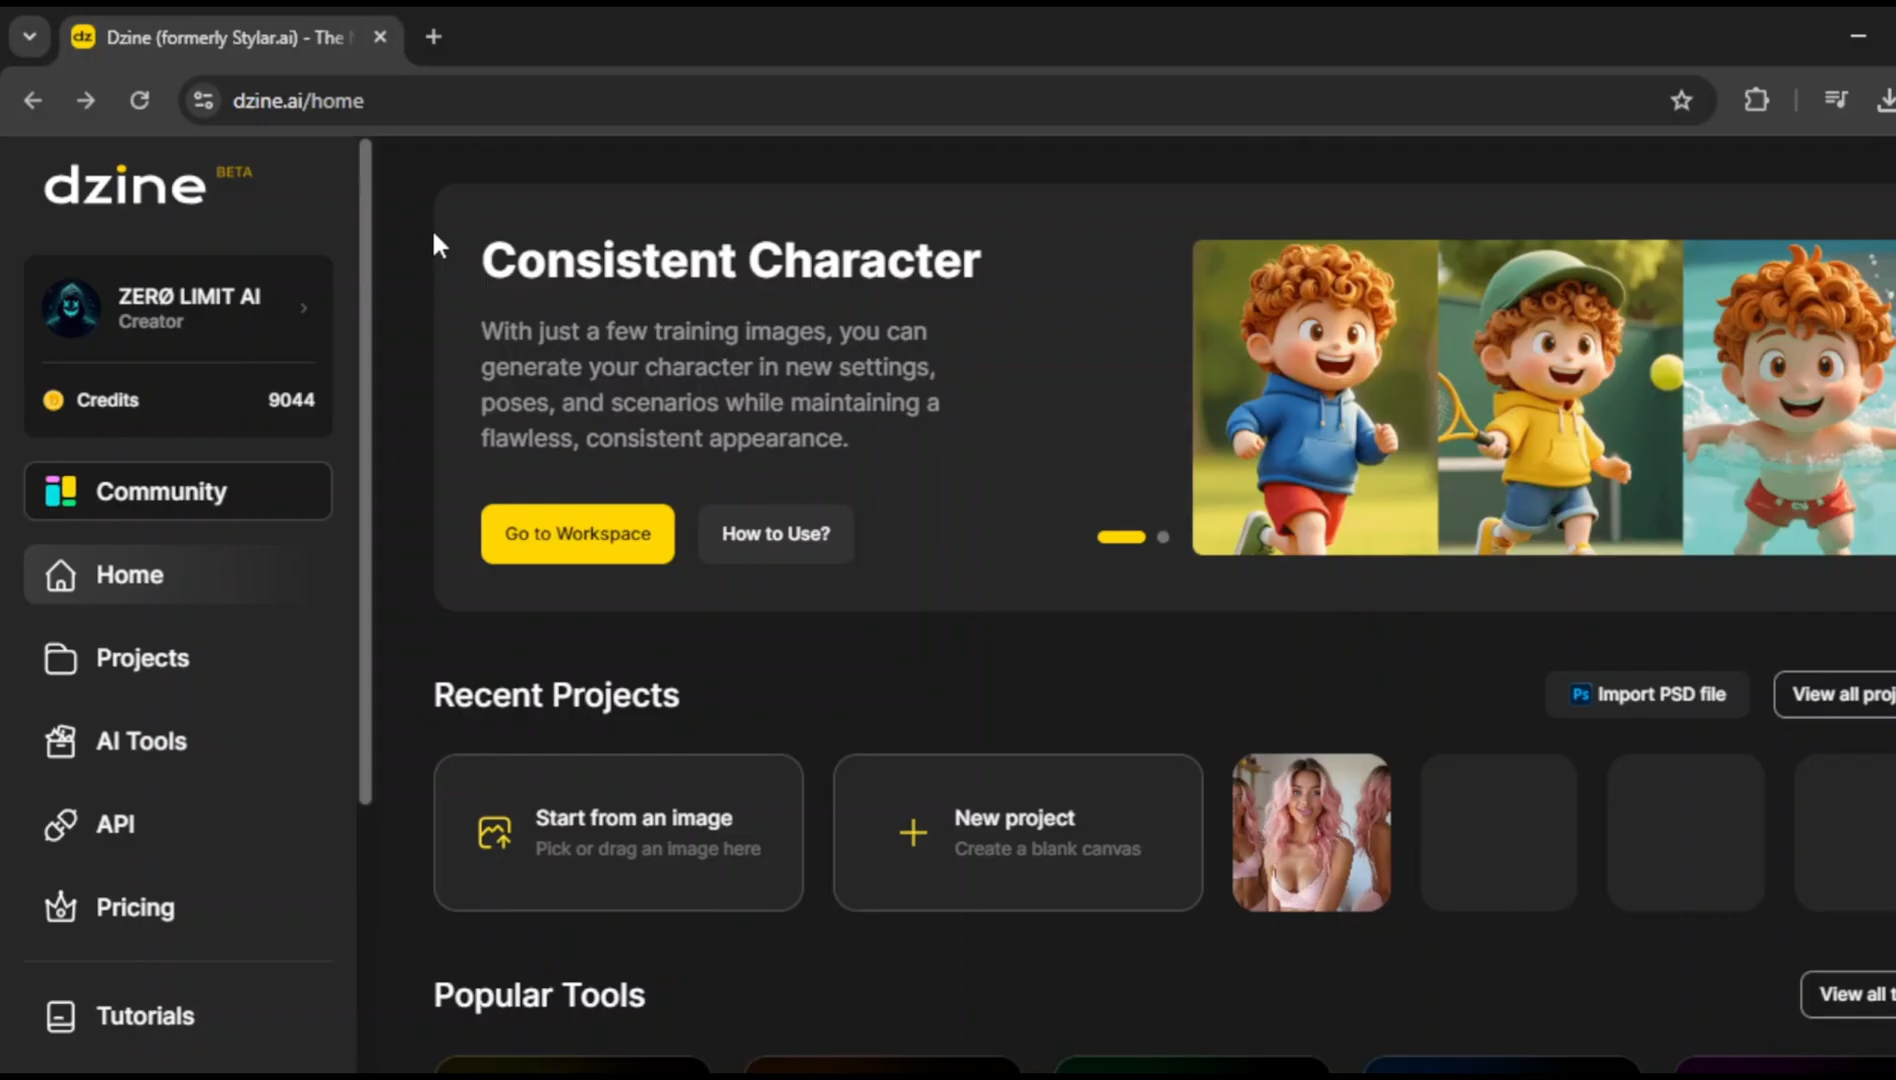 dz Dzine (formerly Stylar.ai) - The
dzine.ai/home
dzine BETA
ZERØ LIMIT AI
Creator
Credits 9044
Community
Home
Projects
AI Tools
API
Pricing
Tutorials
Consistent Character
With just a few training images, you can
generate your character in new settings,
poses, and scenarios while maintaining a
flawless, consistent appearance.
Go to Workspace How to Use?
Recent Projects
Ps Import PSD file View all proj
Start from an image
Pick or drag an image here
New project
Create a blank canvas
Popular Tools
View all t